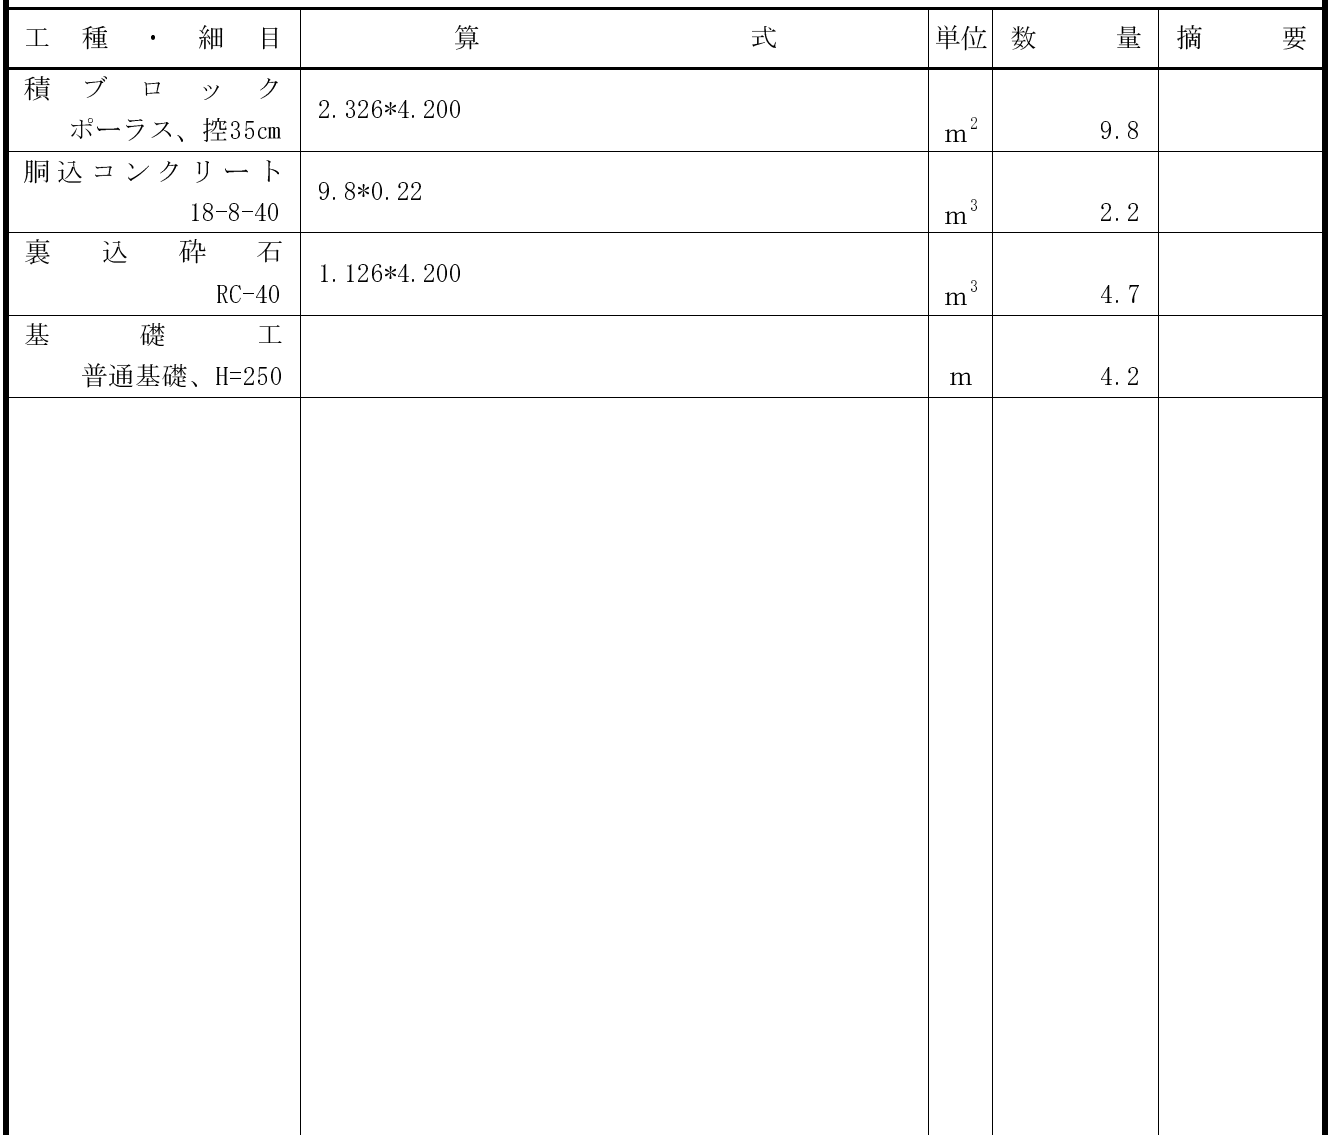 工種・細目 算式 単位 数量 摘要
積ブロック
ポーラス、控35cm 2.326*4.200 m² 9.8
胴込コンクリート
18-8-40 9.8*0.22 m³ 2.2
裏込砕石
RC-40 1.126*4.200 m³ 4.7
基礎工
普通基礎、H=250 m 4.2